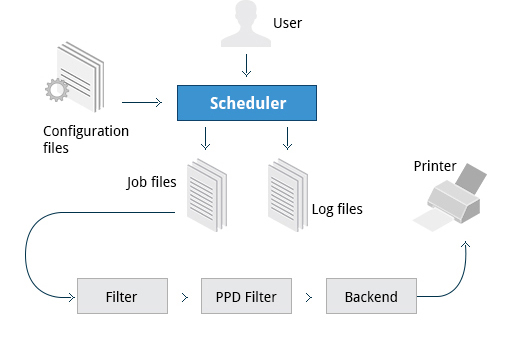 User
Scheduler
Configuration
files
Job files
Log files
Printer
Filter
PPD Filter
Backend